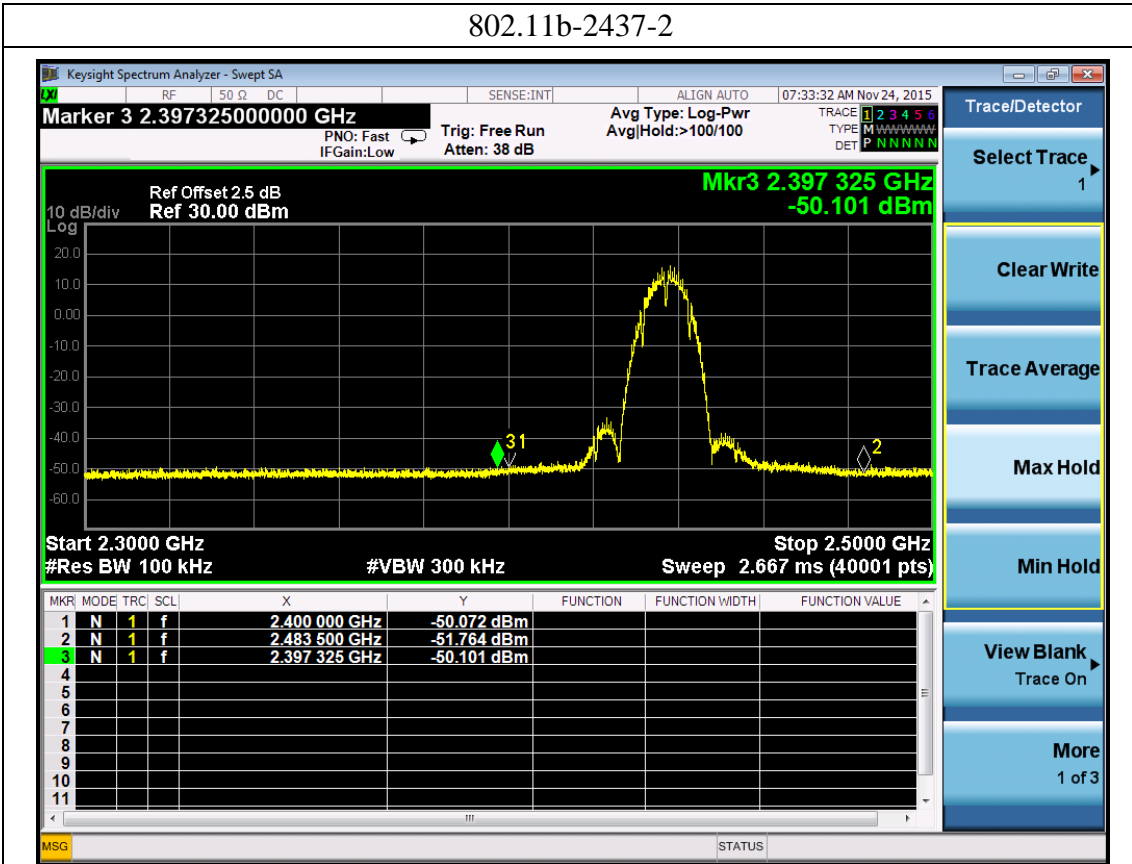 802.11b-2437-2
Keysight Spectrum Analyzer - Swept SA
LXI RF 50 Ω DC SENSE:INT ALIGN AUTO 07:33:32 AM Nov 24, 2015
Marker 3 2.397325000000 GHz
PNO: Fast
IFGain:Low
Trig: Free Run
Atten: 38 dB
Avg Type: Log-Pwr
Avg|Hold:>100/100
TRACE 1 2 3 4 5 6
TYPE M WWWWW
DET P N N N N N
Trace/Detector
Select Trace
1
Clear Write
Trace Average
Max Hold
Min Hold
View Blank
Trace On
More
1 of 3
Mkr3 2.397 325 GHz
-50.101 dBm
Ref Offset 2.5 dB
10 dB/div Ref 30.00 dBm
Log
20.0
10.0
0.00
-10.0
-20.0
-30.0
-40.0
-50.0
-60.0
3 1
2
Start 2.3000 GHz Stop 2.5000 GHz
#Res BW 100 kHz #VBW 300 kHz Sweep 2.667 ms (40001 pts)
MKR MODE TRC SCL X Y FUNCTION FUNCTION WIDTH FUNCTION VALUE
1 N 1 f 2.400 000 GHz -50.072 dBm
2 N 1 f 2.483 500 GHz -51.764 dBm
3 N 1 f 2.397 325 GHz -50.101 dBm
4
5
6
7
8
9
10
11
MSG STATUS